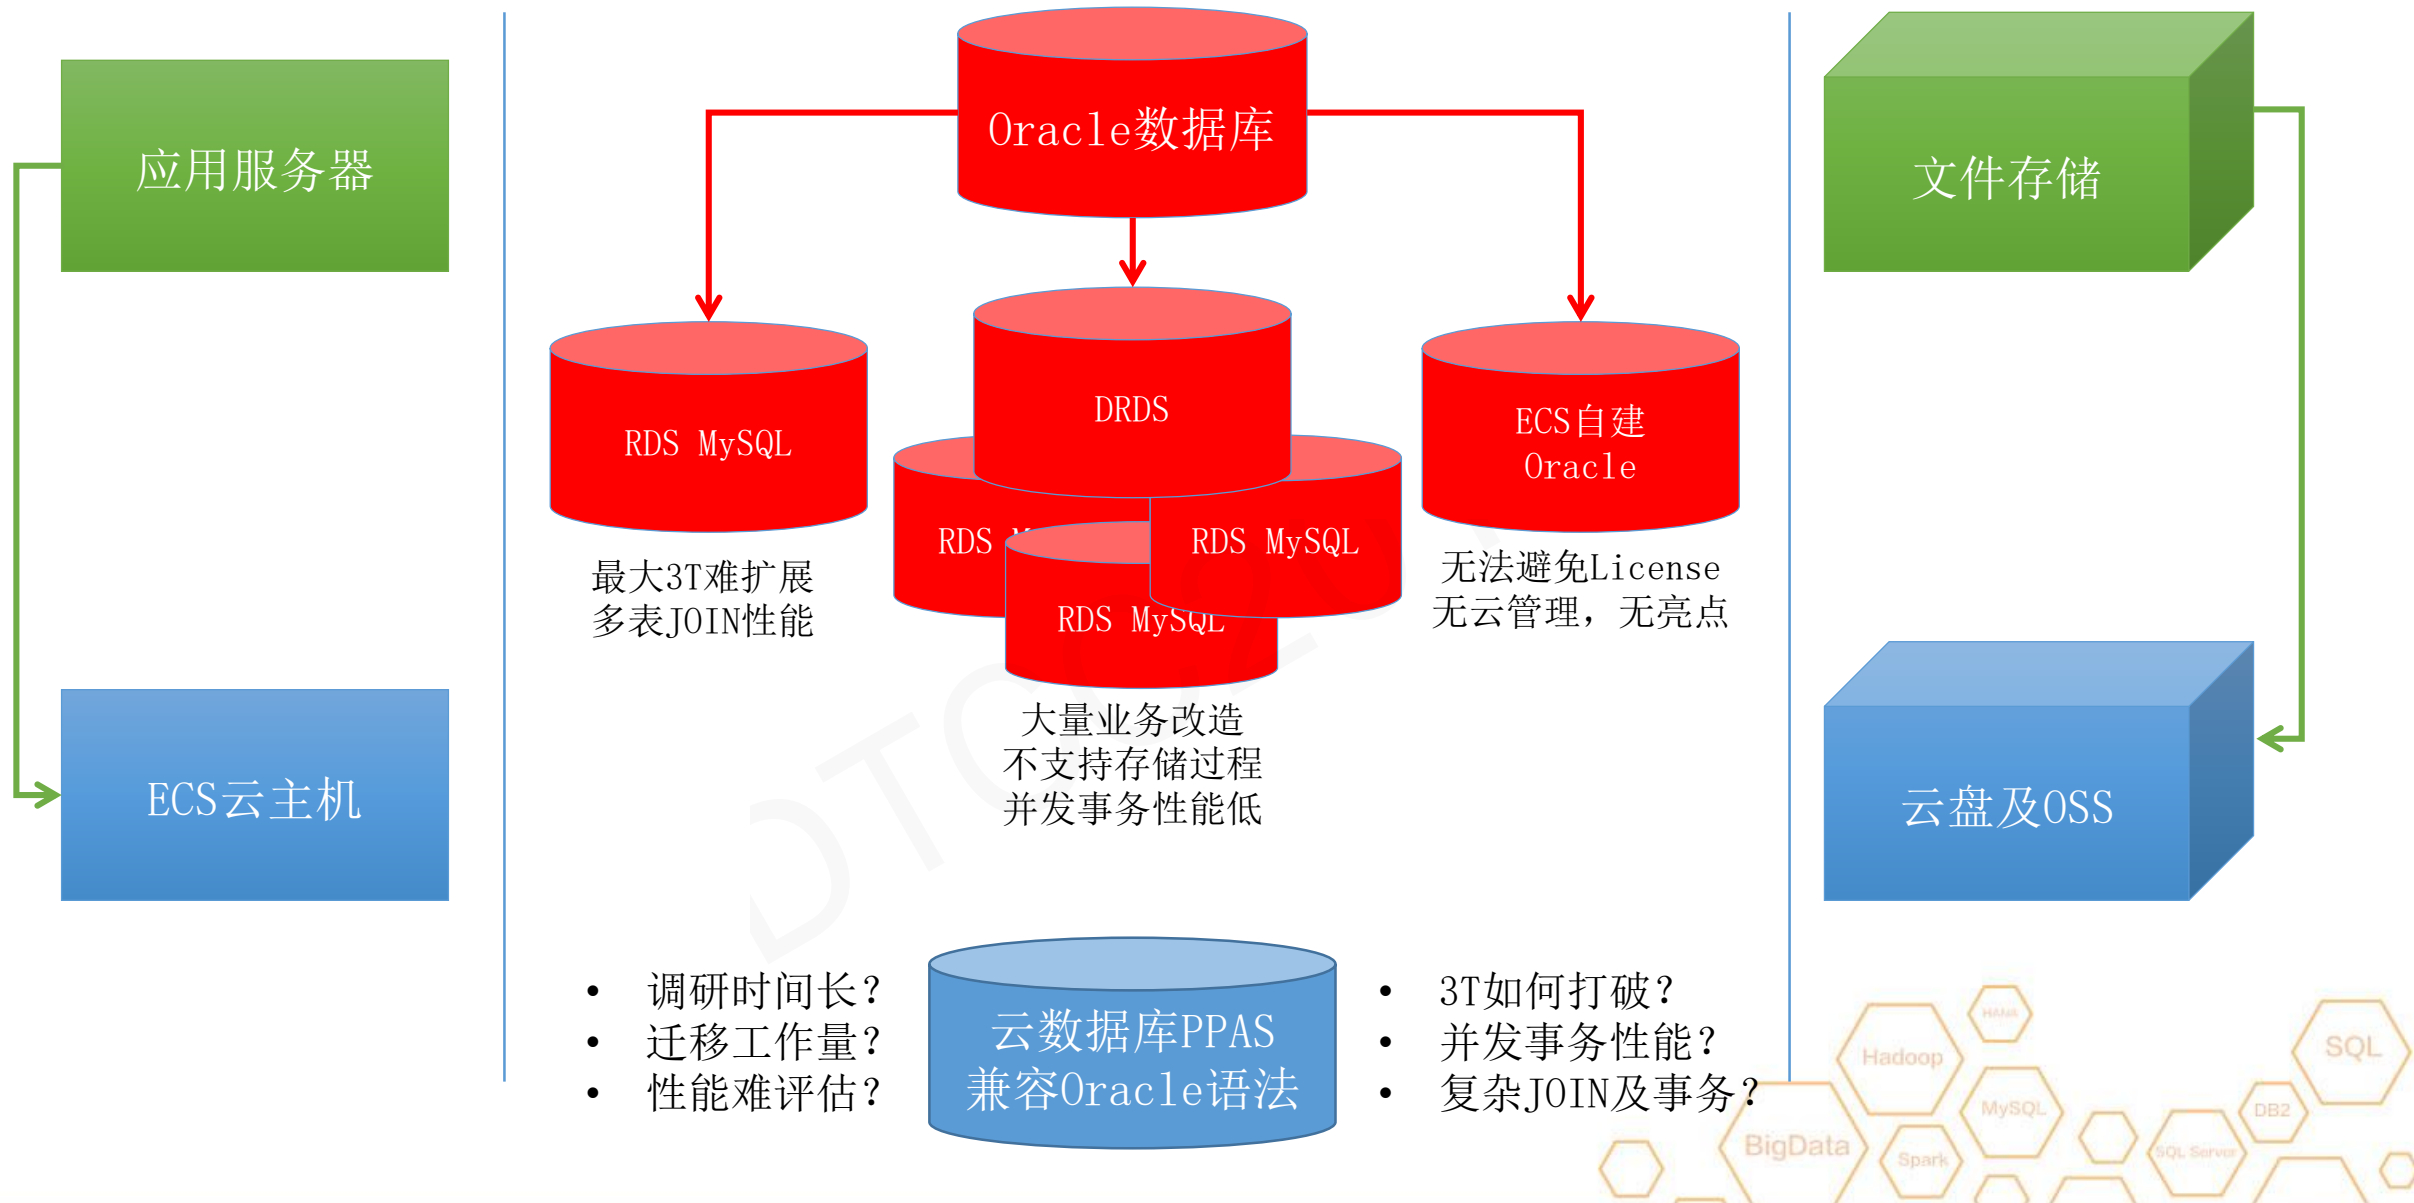 应用服务器
ECS云主机
Oracle数据库
RDS MySQL
最大3T难扩展
多表JOIN性能
DRDS
RDS
RDS MySQL
RDS MySQL
大量业务改造
不支持存储过程
并发事务性能低
ECS自建
Oracle
无法避免License
无云管理，无亮点
• 调研时间长？
• 迁移工作量？
• 性能难评估？
云数据库PPAS
兼容Oracle语法
• 3T如何打破？
• 并发事务性能？
• 复杂JOIN及事务？
文件存储
云盘及OSS
HANA
Hadoop
SQL
MySQL
DB2
BigData
Spark
SQL Server